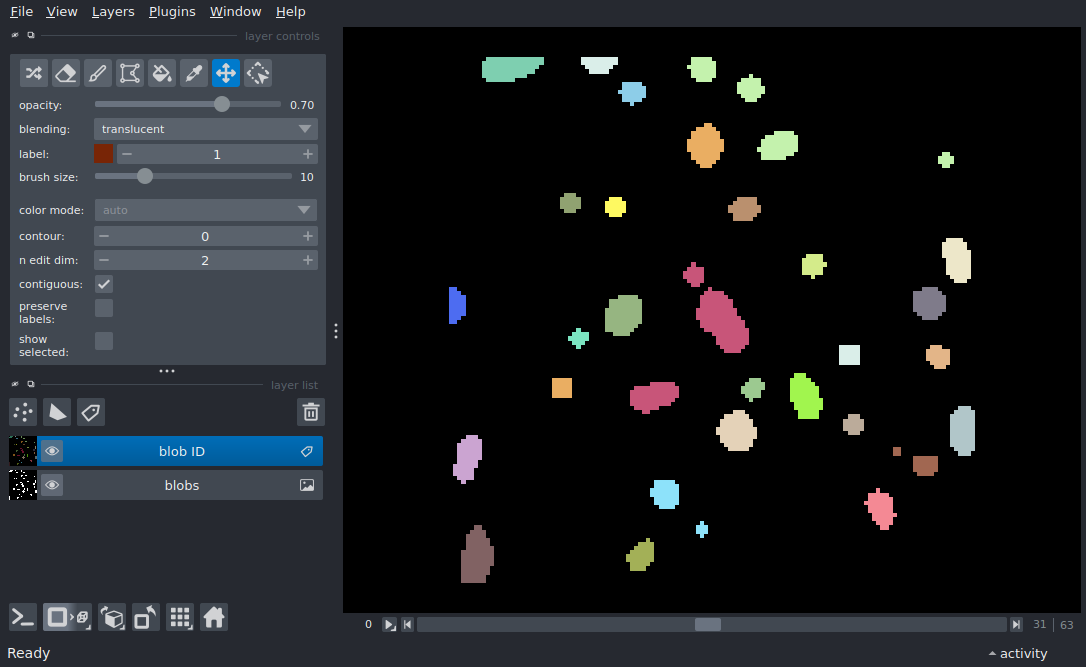 File View Layers Plugins Window Help
layer controls
opacity: 0.70
blending: translucent
label: 1
brush size: 10
color mode: auto
contour: 0
n edit dim: 2
contiguous:
preserve
labels:
show
selected:
layer list
blob ID
blobs
0 31 63
Ready activity